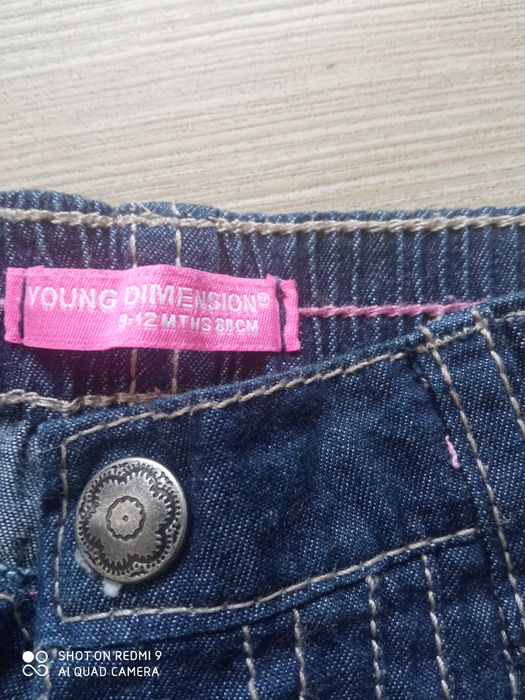 YOUNG DIMENSION®
9-12 MTHS 80CM
SHOT ON REDMI 9
AI QUAD CAMERA